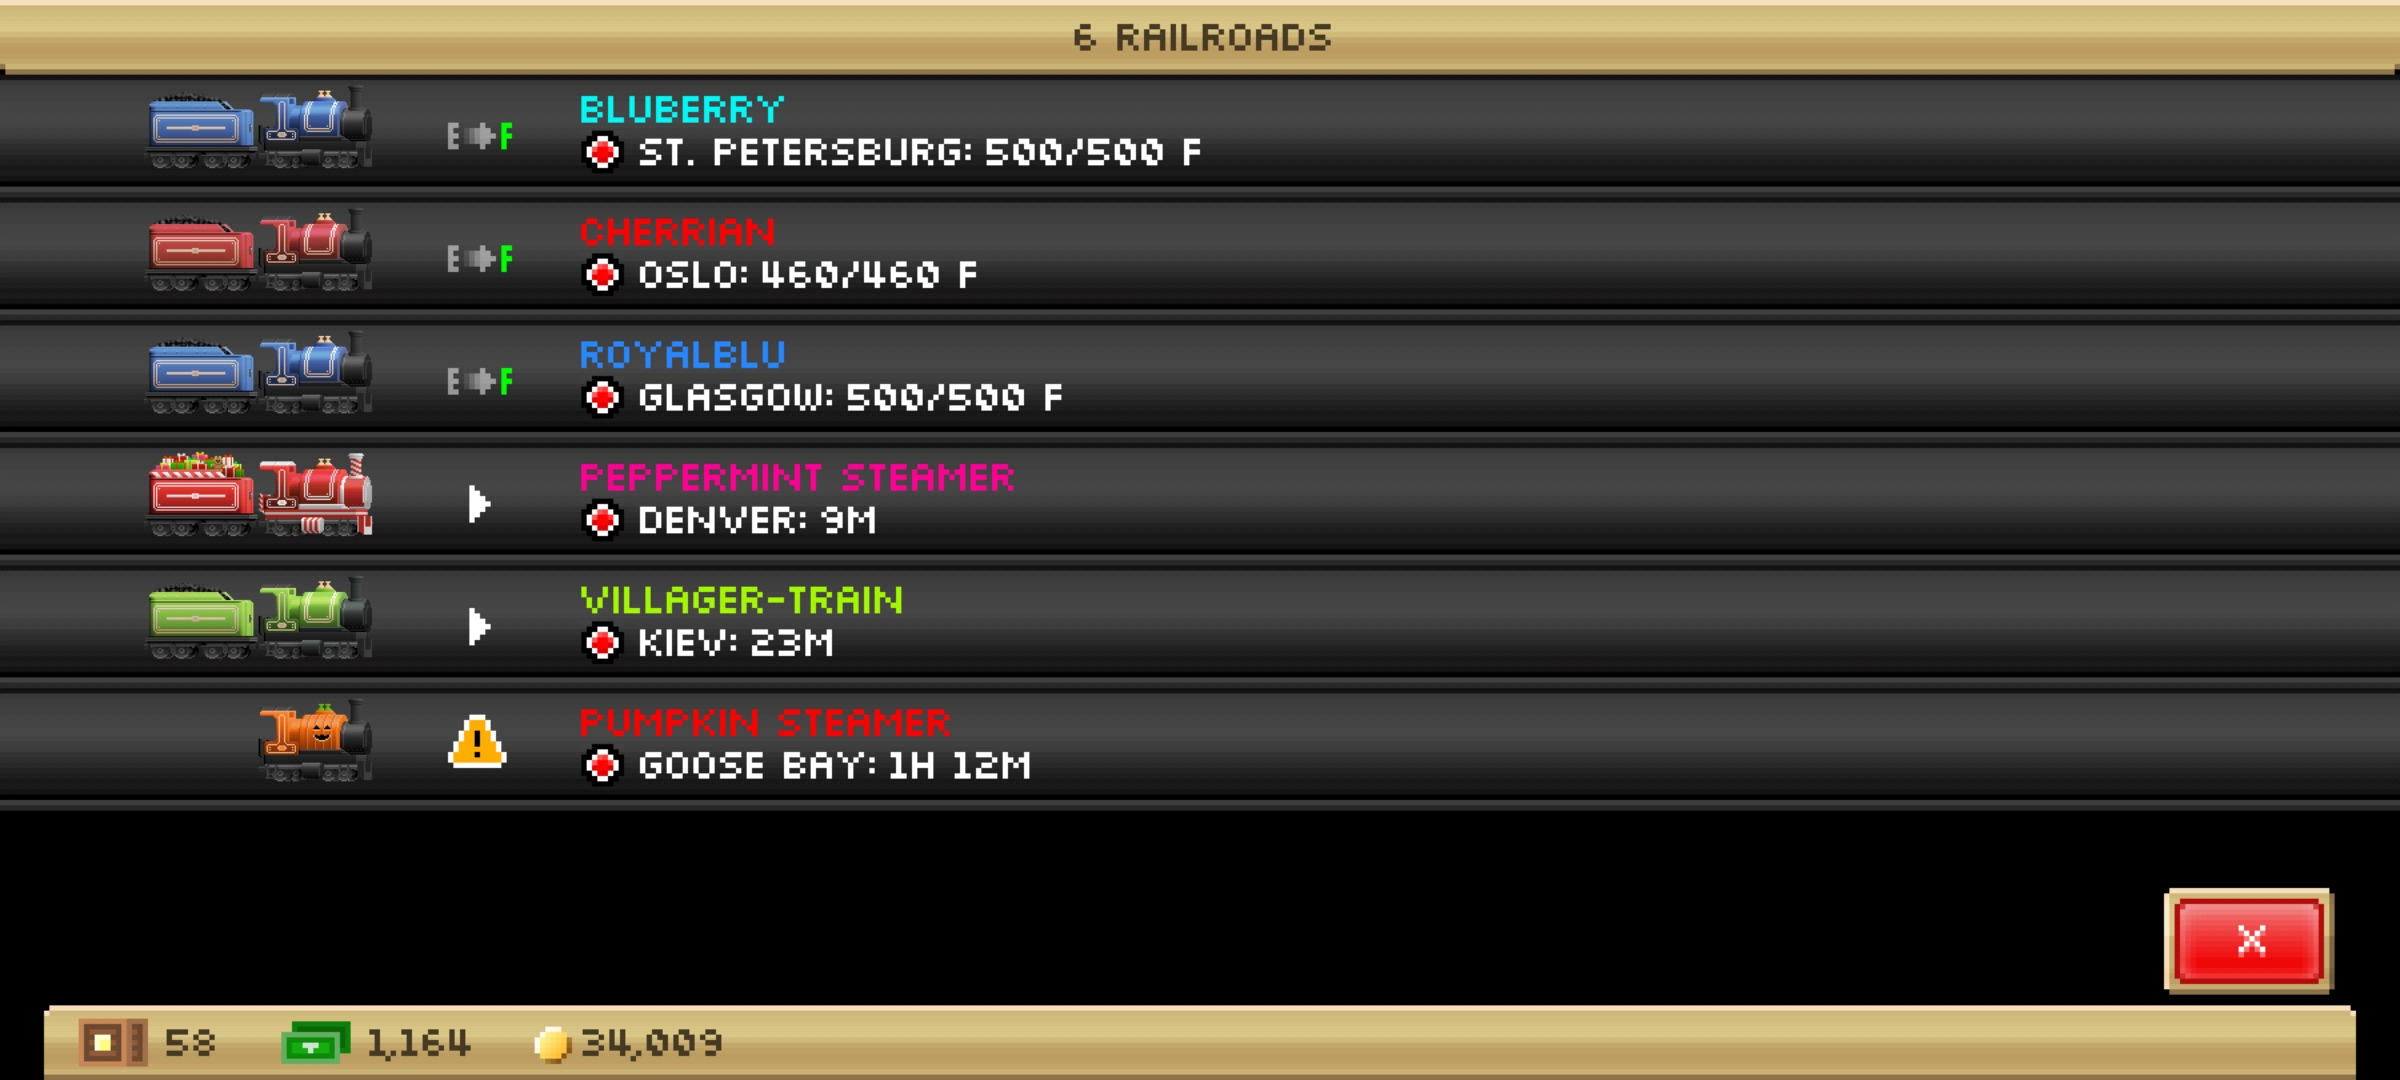 6 RAILROADS
BLUBERRY
E F
ST. PETERSBURG: 500/500 F
CHERRIAN
E F
OSLO: 460/460 F
ROYALBLU
E F
GLASGOW: 500/500 F
PEPPERMINT STEAMER
DENVER: 9M
VILLAGER-TRAIN
KIEV: 23M
PUMPKIN STEAMER
!
GOOSE BAY: 1H 12M
X
58 1,164 34,009